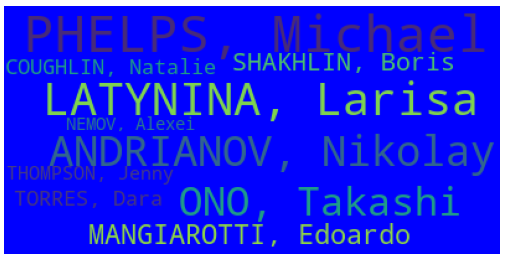 PHELPS, Michael
COUGHLIN, Natalie
SHAKHLIN, Boris
LATYNINA, Larisa
NEMOV, Alexei
ANDRIANOV, Nikolay
THOMPSON, Jenny
TORRES, Dara
ONO, Takashi
MANGIAROTTI, Edoardo